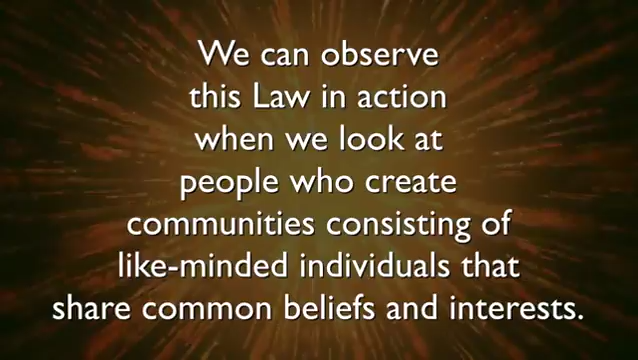 We can observe
this Law in action
when we look at
people who create
communities consisting of
like-minded individuals that
share common beliefs and interests.